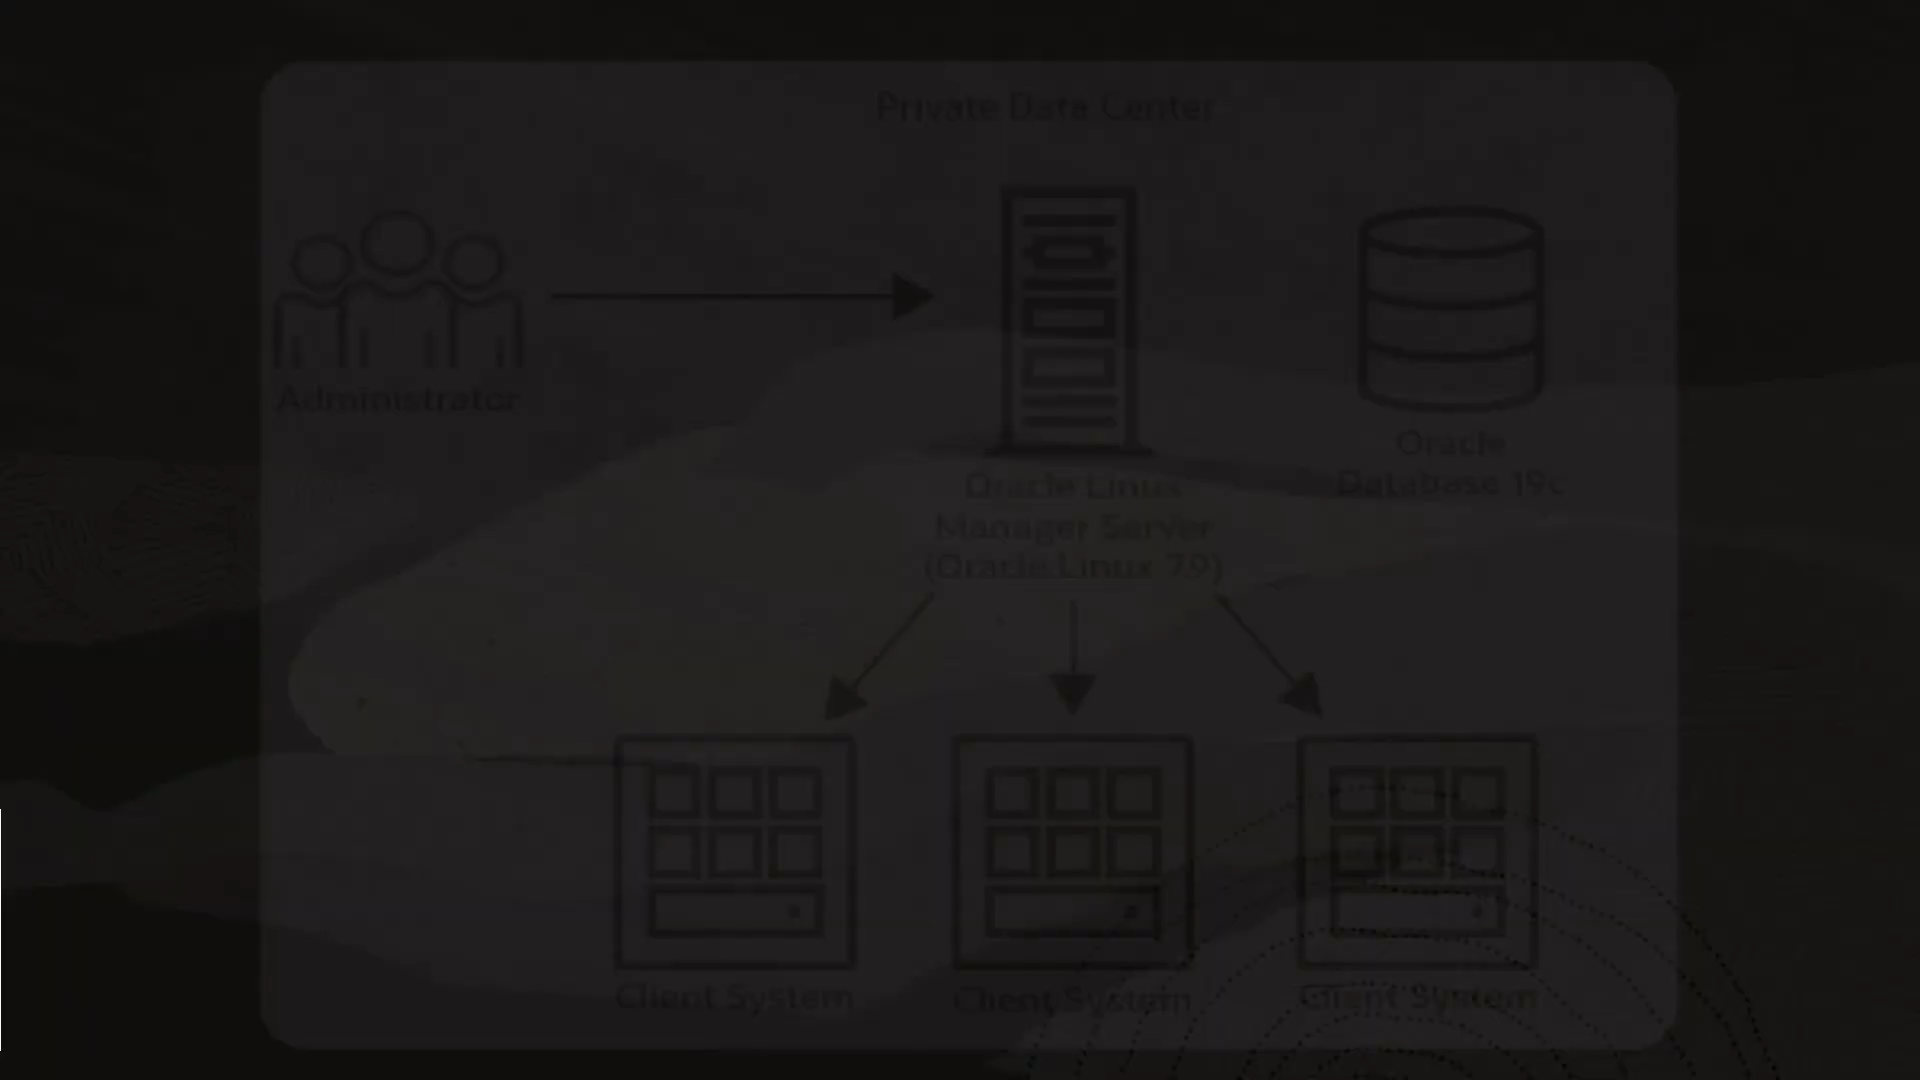 Private Data Center
Administrator
Oracle Linux
Manager Server
(Oracle Linux 7.9)
Oracle
Database 19c
Client System
Client System
Client System